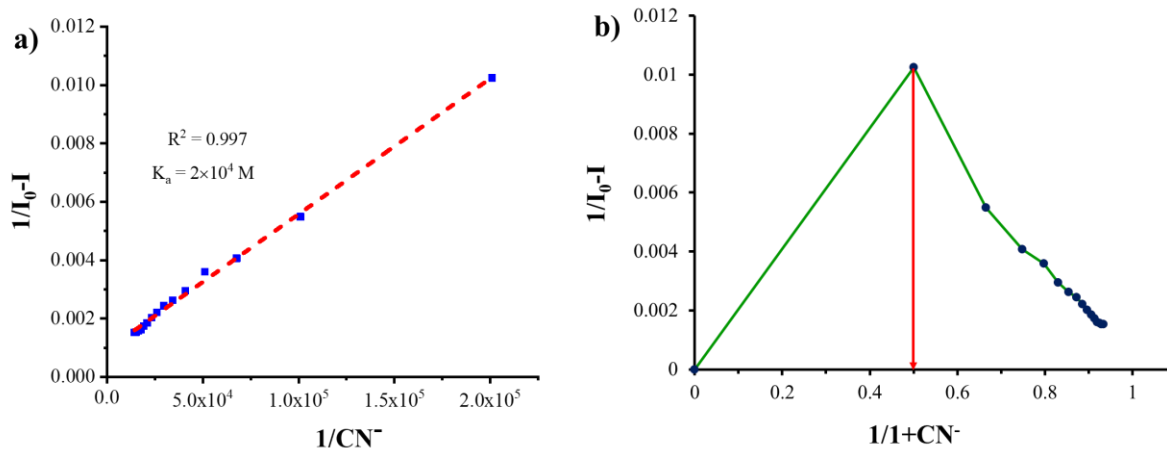 a)
0.012
0.010
0.008
0.006
0.004
0.002
0.000
1/I₀-I
R² = 0.997
Kₐ = 2×10⁴ M
0.0
5.0x10⁴
1.0x10⁵
1.5x10⁵
2.0x10⁵
1/CN⁻
b)
0.012
0.01
0.008
0.006
0.004
0.002
0
1/I₀-I
0
0.2
0.4
0.6
0.8
1
1/1+CN⁻